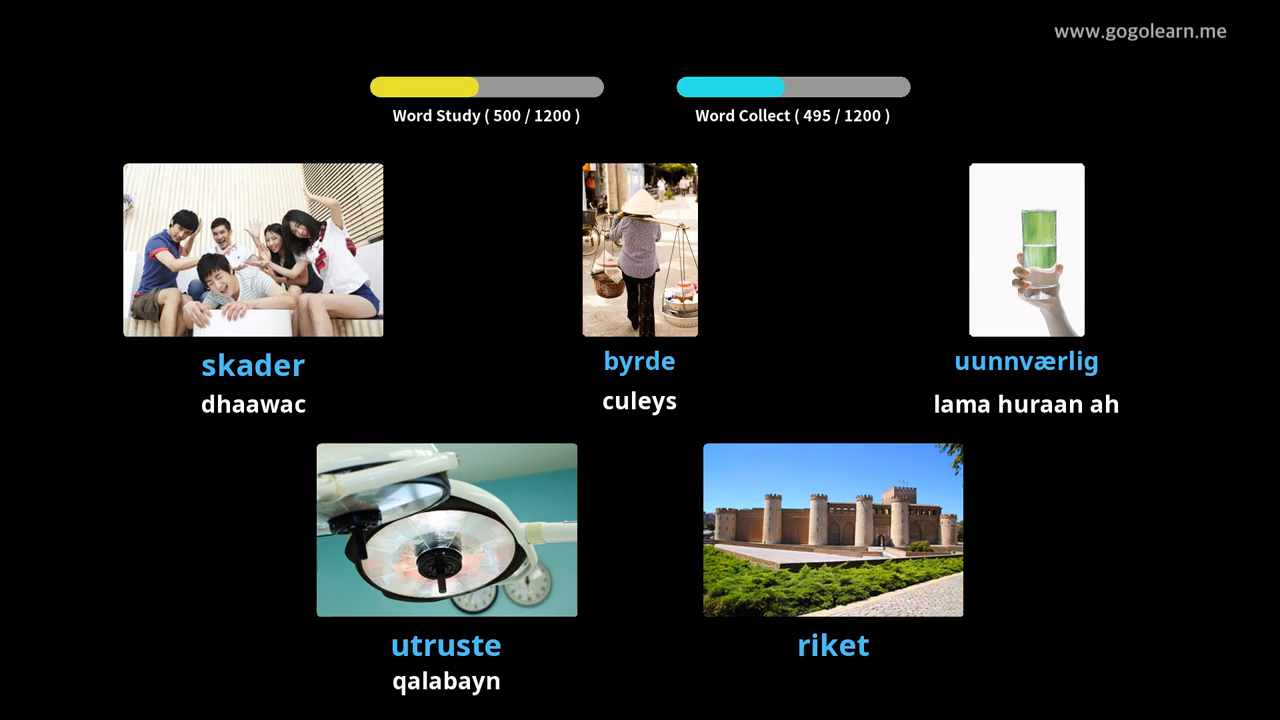 www.gogolearn.me
Word Study ( 500 / 1200 )
Word Collect ( 495 / 1200 )
skader
dhaawac
byrde
culeys
uunnværlig
lama huraan ah
utruste
qalabayn
riket